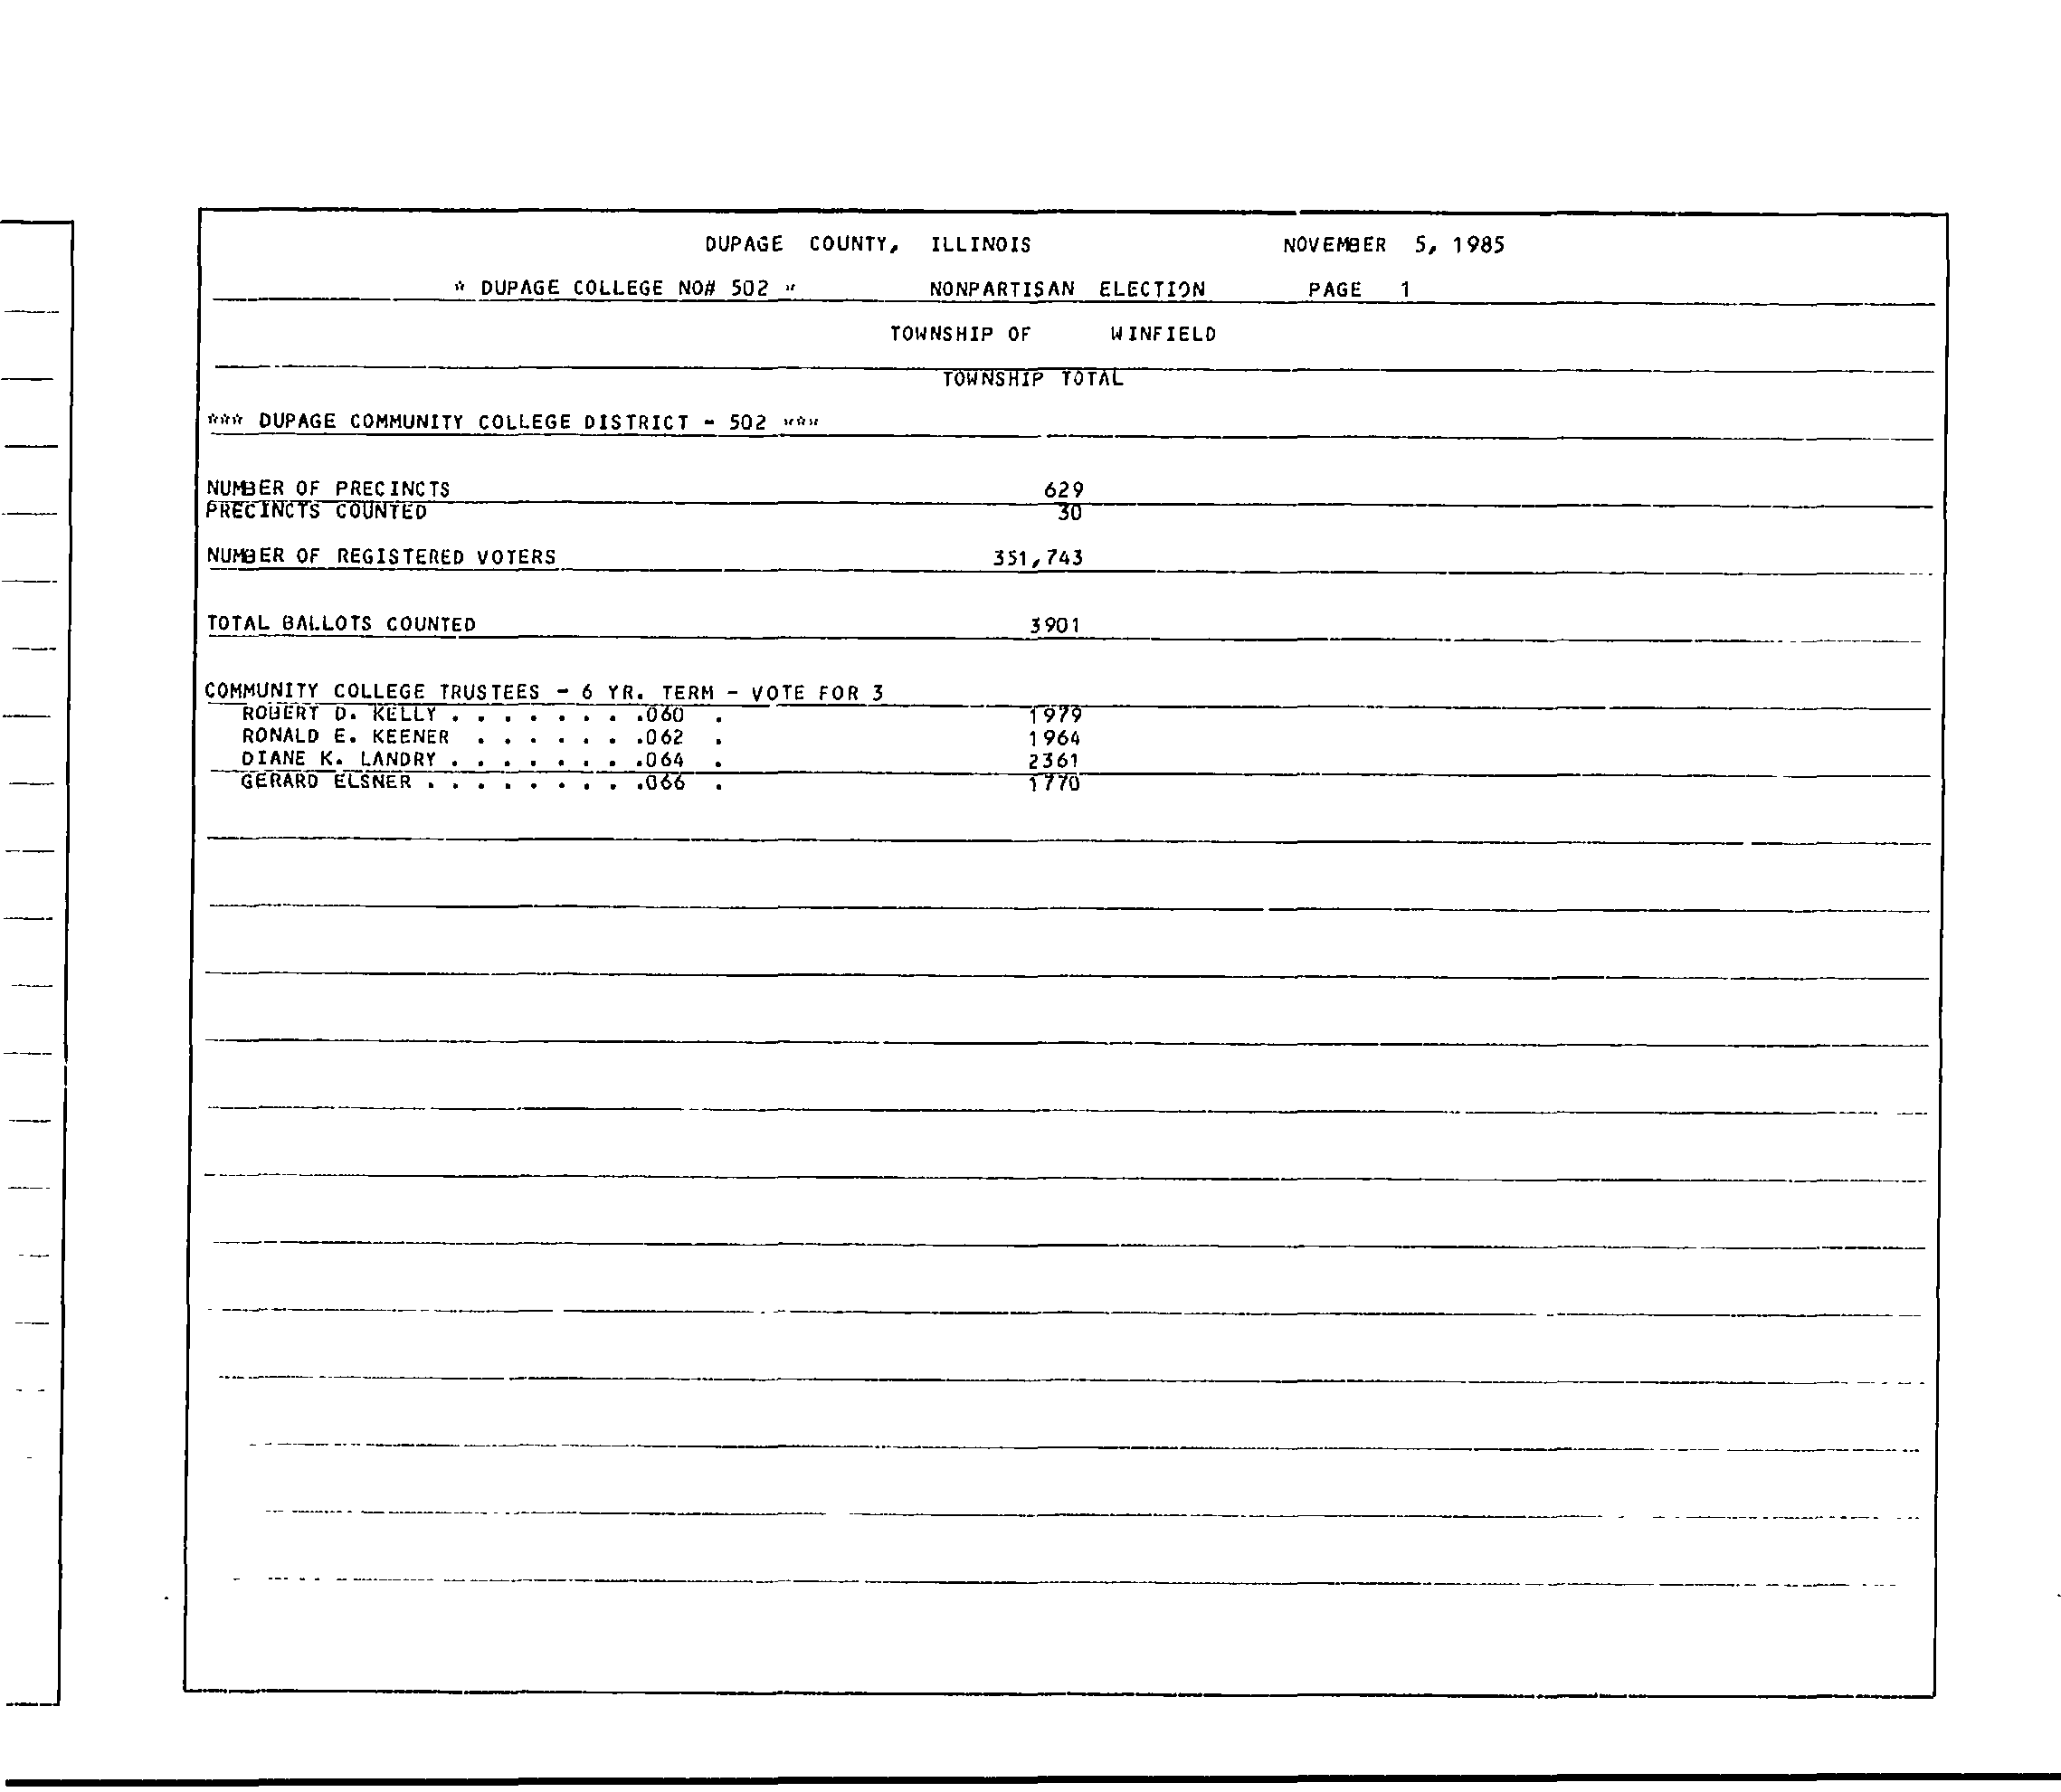 DUPAGE COUNTY, ILLINOIS NOVEMBER 5, 1985
* DUPAGE COLLEGE NO# 502 * NONPARTISAN ELECTION PAGE 1
TOWNSHIP OF WINFIELD
TOWNSHIP TOTAL
*** DUPAGE COMMUNITY COLLEGE DISTRICT - 502 ***
NUMBER OF PRECINCTS 629
PRECINCTS COUNTED 30
NUMBER OF REGISTERED VOTERS 351,743
TOTAL BALLOTS COUNTED 3901
COMMUNITY COLLEGE TRUSTEES - 6 YR. TERM - VOTE FOR 3
ROBERT D. KELLY . . . . . . . .060 . 1979
RONALD E. KEENER . . . . . . .062 . 1964
DIANE K. LANDRY . . . . . . . .064 . 2361
GERARD ELSNER . . . . . . . . .066 . 1770